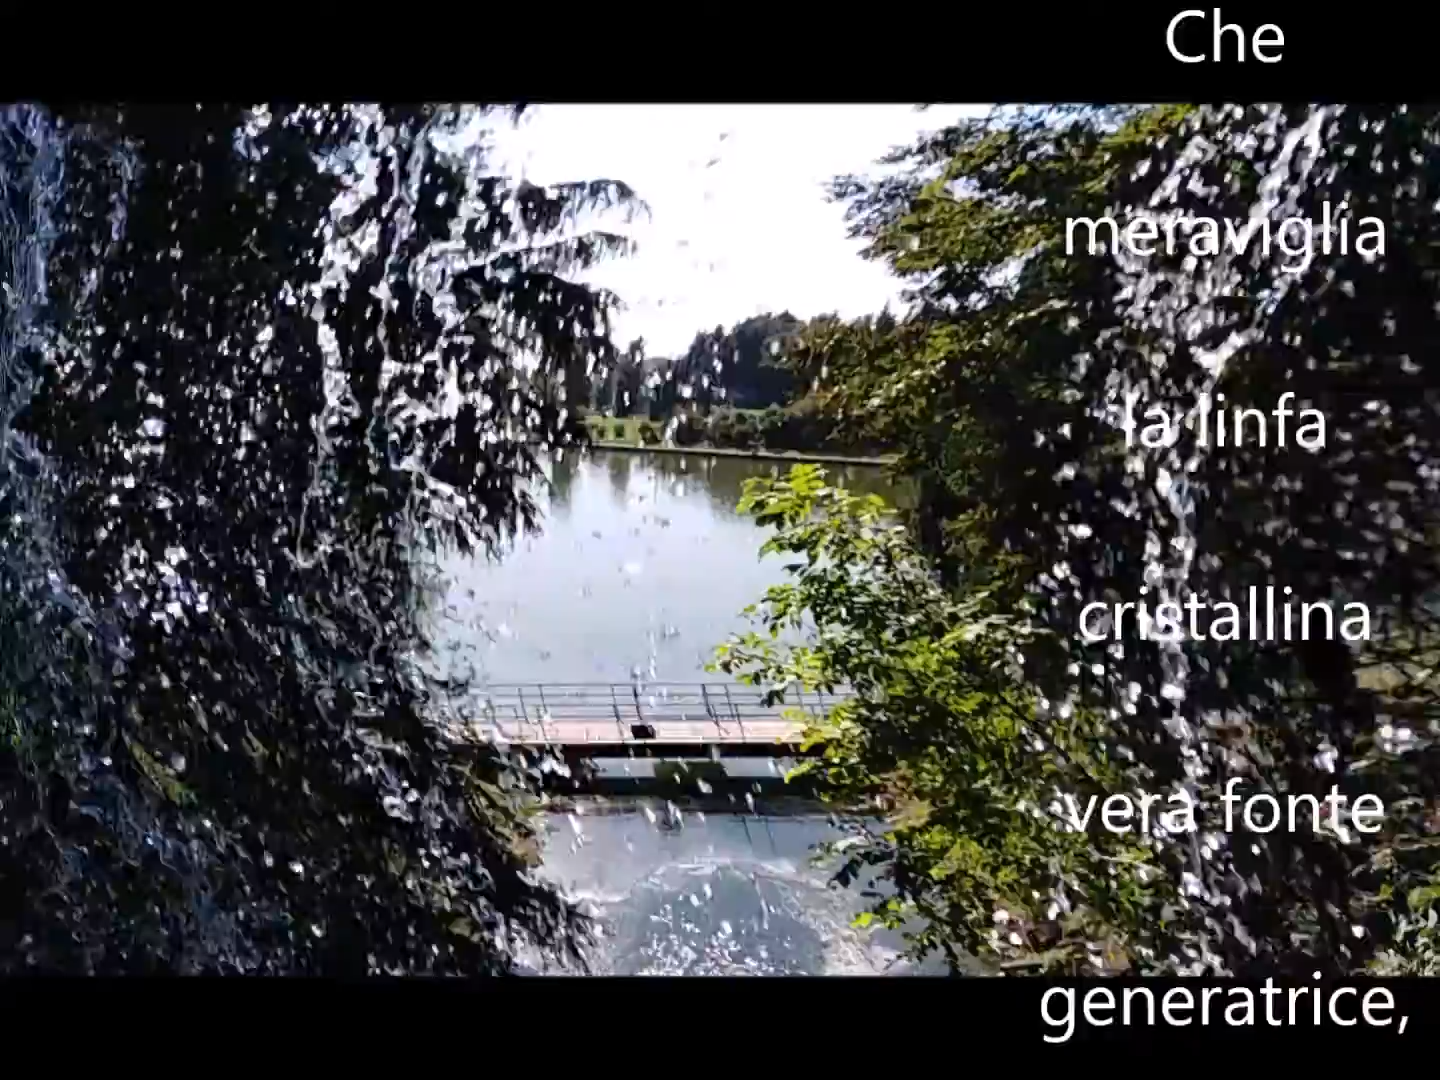 Che
meraviglia
la linfa
cristallina
vera fonte
generatrice,